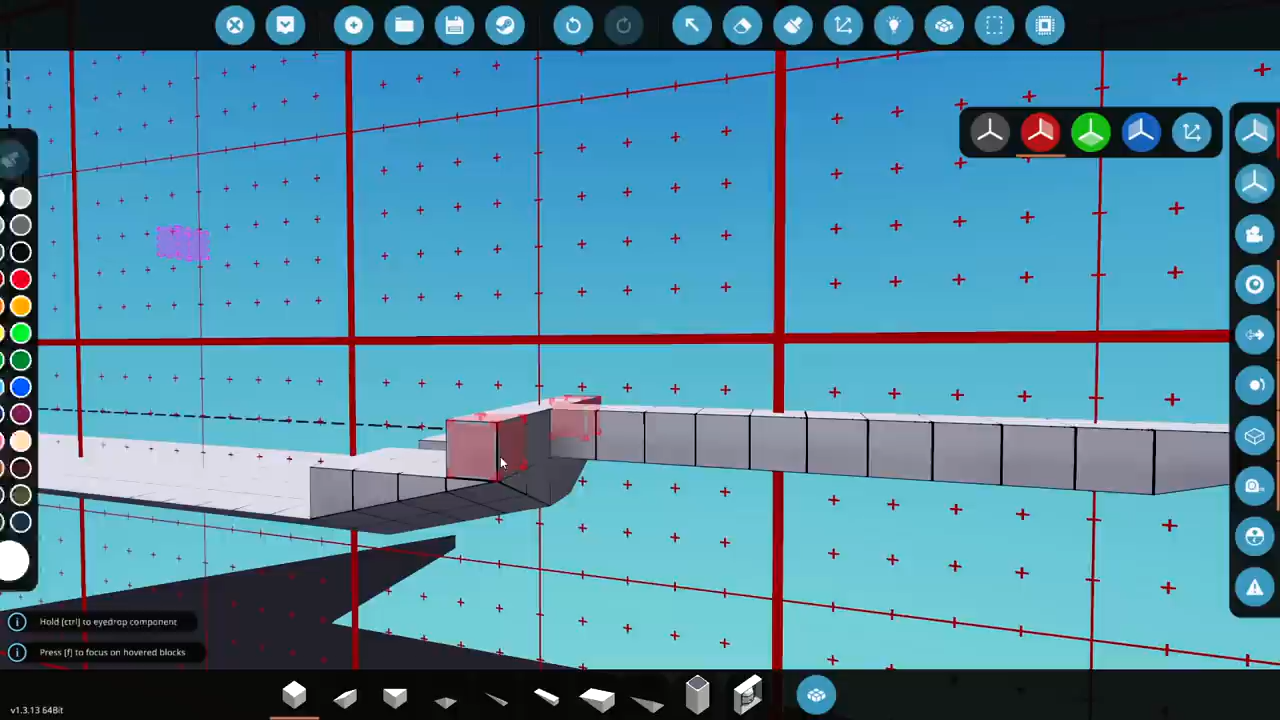 Hold [ctrl] to eyedrop component
Press [f] to focus on hovered blocks
v1.3.13 64Bit